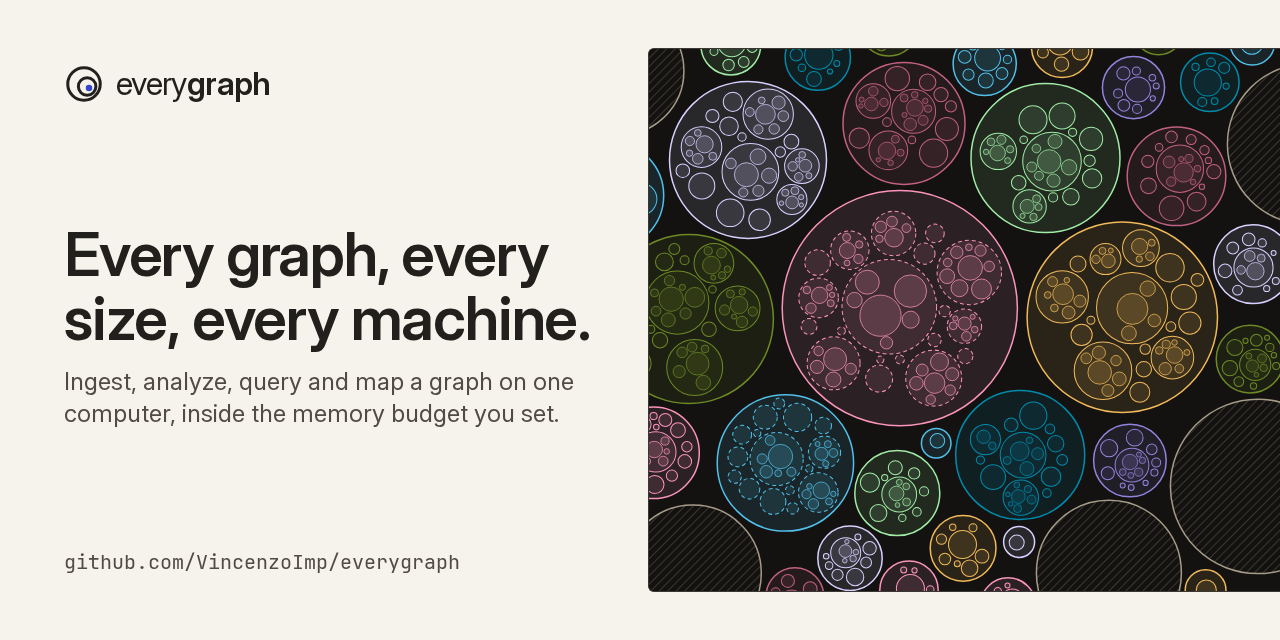 everygraph
Every graph, every
size, every machine.
Ingest, analyze, query and map a graph on one
computer, inside the memory budget you set.
github.com/VincenzoImp/everygraph